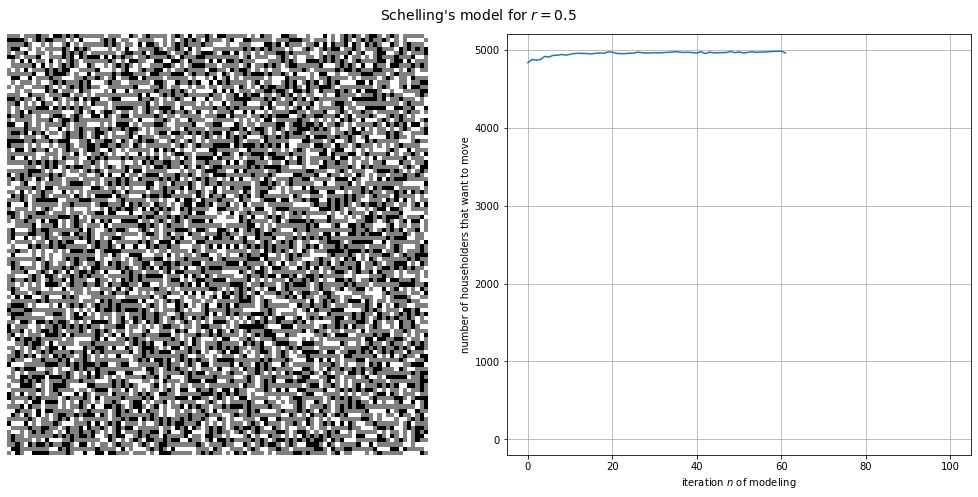 Schelling's model for r = 0.5
number of householders that want to move
5000
4000
3000
2000
1000
0
0 20 40 60 80 100
iteration n of modeling